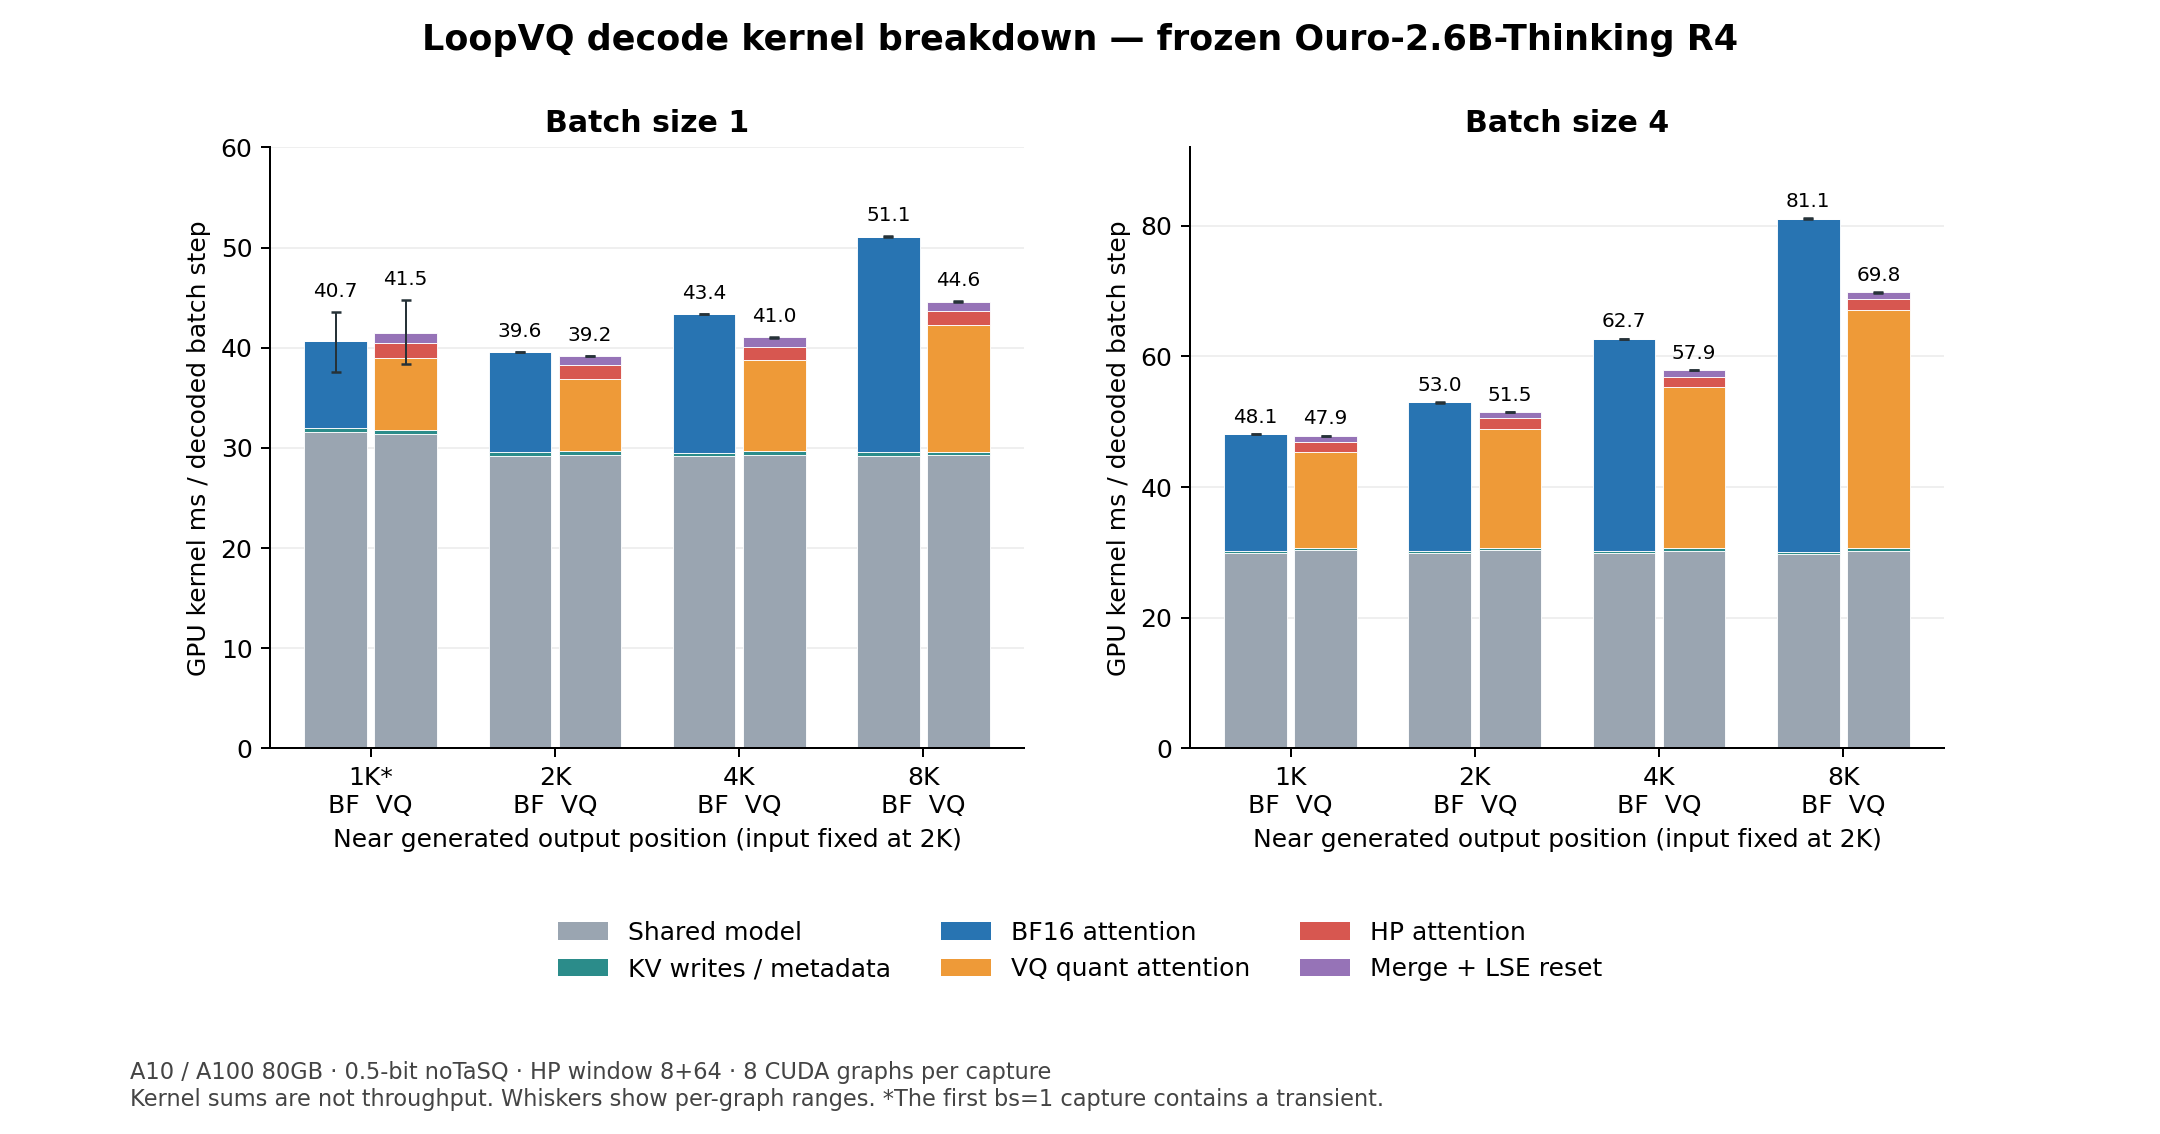 LoopVQ decode kernel breakdown — frozen Ouro-2.6B-Thinking R4
Batch size 1
GPU kernel ms / decoded batch step
60
50
40
30
20
10
0
40.7
41.5
39.6
39.2
43.4
41.0
51.1
44.6
1K*
2K
4K
8K
BF VQ
BF VQ
BF VQ
BF VQ
Near generated output position (input fixed at 2K)
Batch size 4
GPU kernel ms / decoded batch step
80
60
40
20
0
48.1
47.9
53.0
51.5
62.7
57.9
81.1
69.8
1K
2K
4K
8K
BF VQ
BF VQ
BF VQ
BF VQ
Near generated output position (input fixed at 2K)
Shared model
BF16 attention
HP attention
KV writes / metadata
VQ quant attention
Merge + LSE reset
A10 / A100 80GB · 0.5-bit noTaSQ · HP window 8+64 · 8 CUDA graphs per capture
Kernel sums are not throughput. Whiskers show per-graph ranges. *The first bs=1 capture contains a transient.